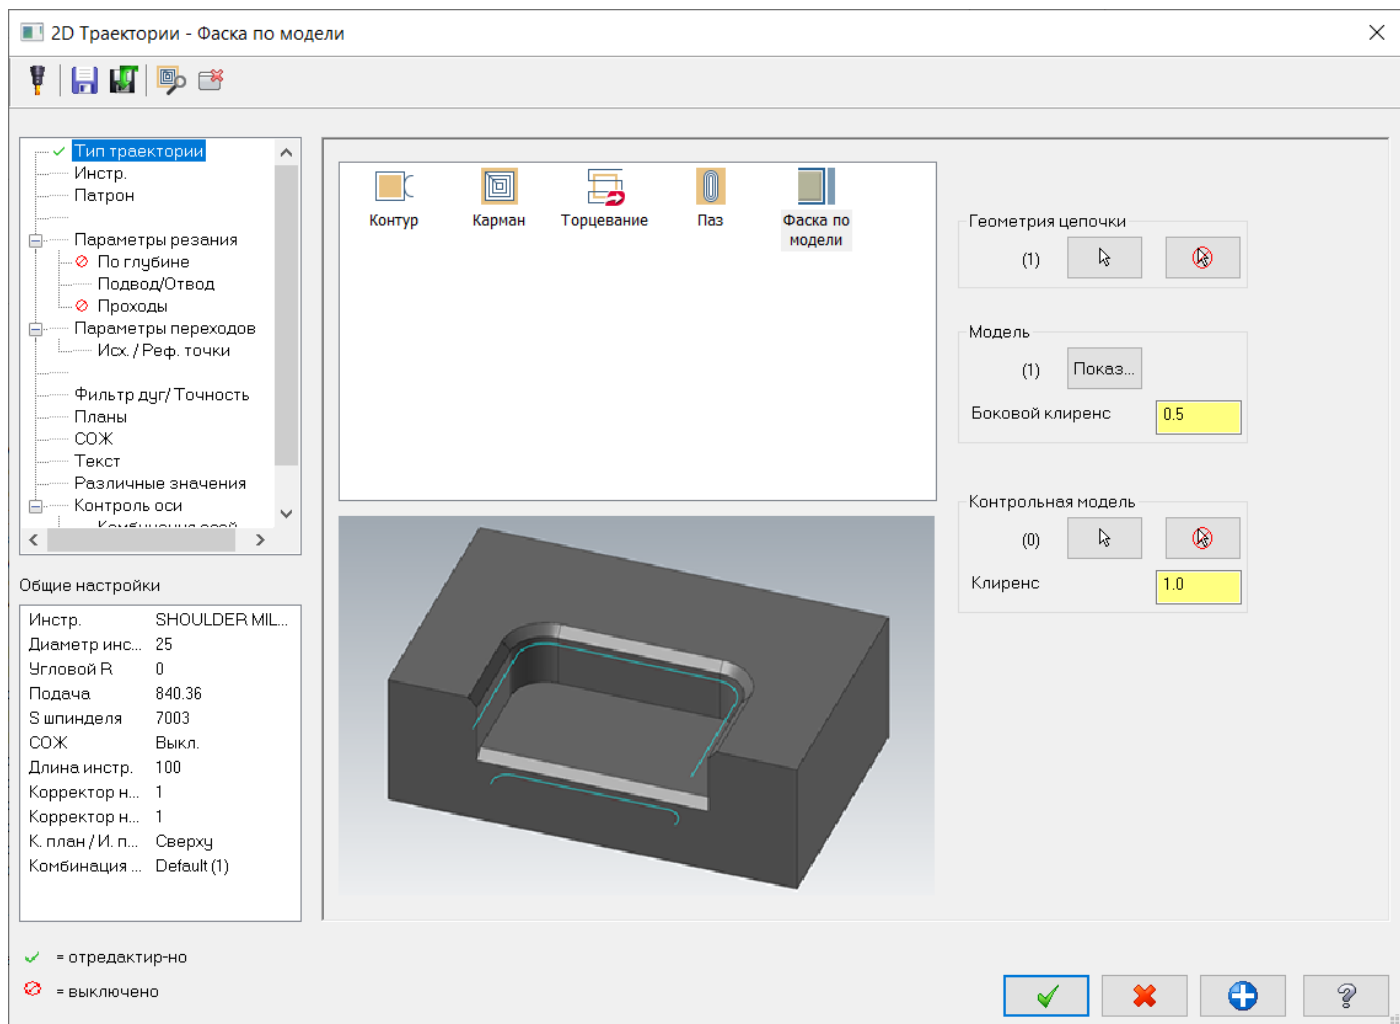 2D Траектории - Фаска по модели
Тип траектории
Инстр.
Патрон
Параметры резания
По глубине
Подвод/Отвод
Проходы
Параметры переходов
Исх. / Реф. точки
Фильтр дуг/ Точность
Планы
СОЖ
Текст
Различные значения
Контроль оси
Комбинация осей
Контур
Карман
Торцевание
Паз
Фаска по
модели
Геометрия цепочки
(1)
Модель
(1) Показ...
Боковой клиренс 0.5
Контрольная модель
(0)
Клиренс 1.0
Общие настройки
Инстр. SHOULDER MIL...
Диаметр инс... 25
Угловой R 0
Подача 840.36
S шпинделя 7003
СОЖ Выкл.
Длина инстр. 100
Корректор н... 1
Корректор н... 1
К. план / И. п... Сверху
Комбинация ... Default (1)
= отредактир-но
= выключено